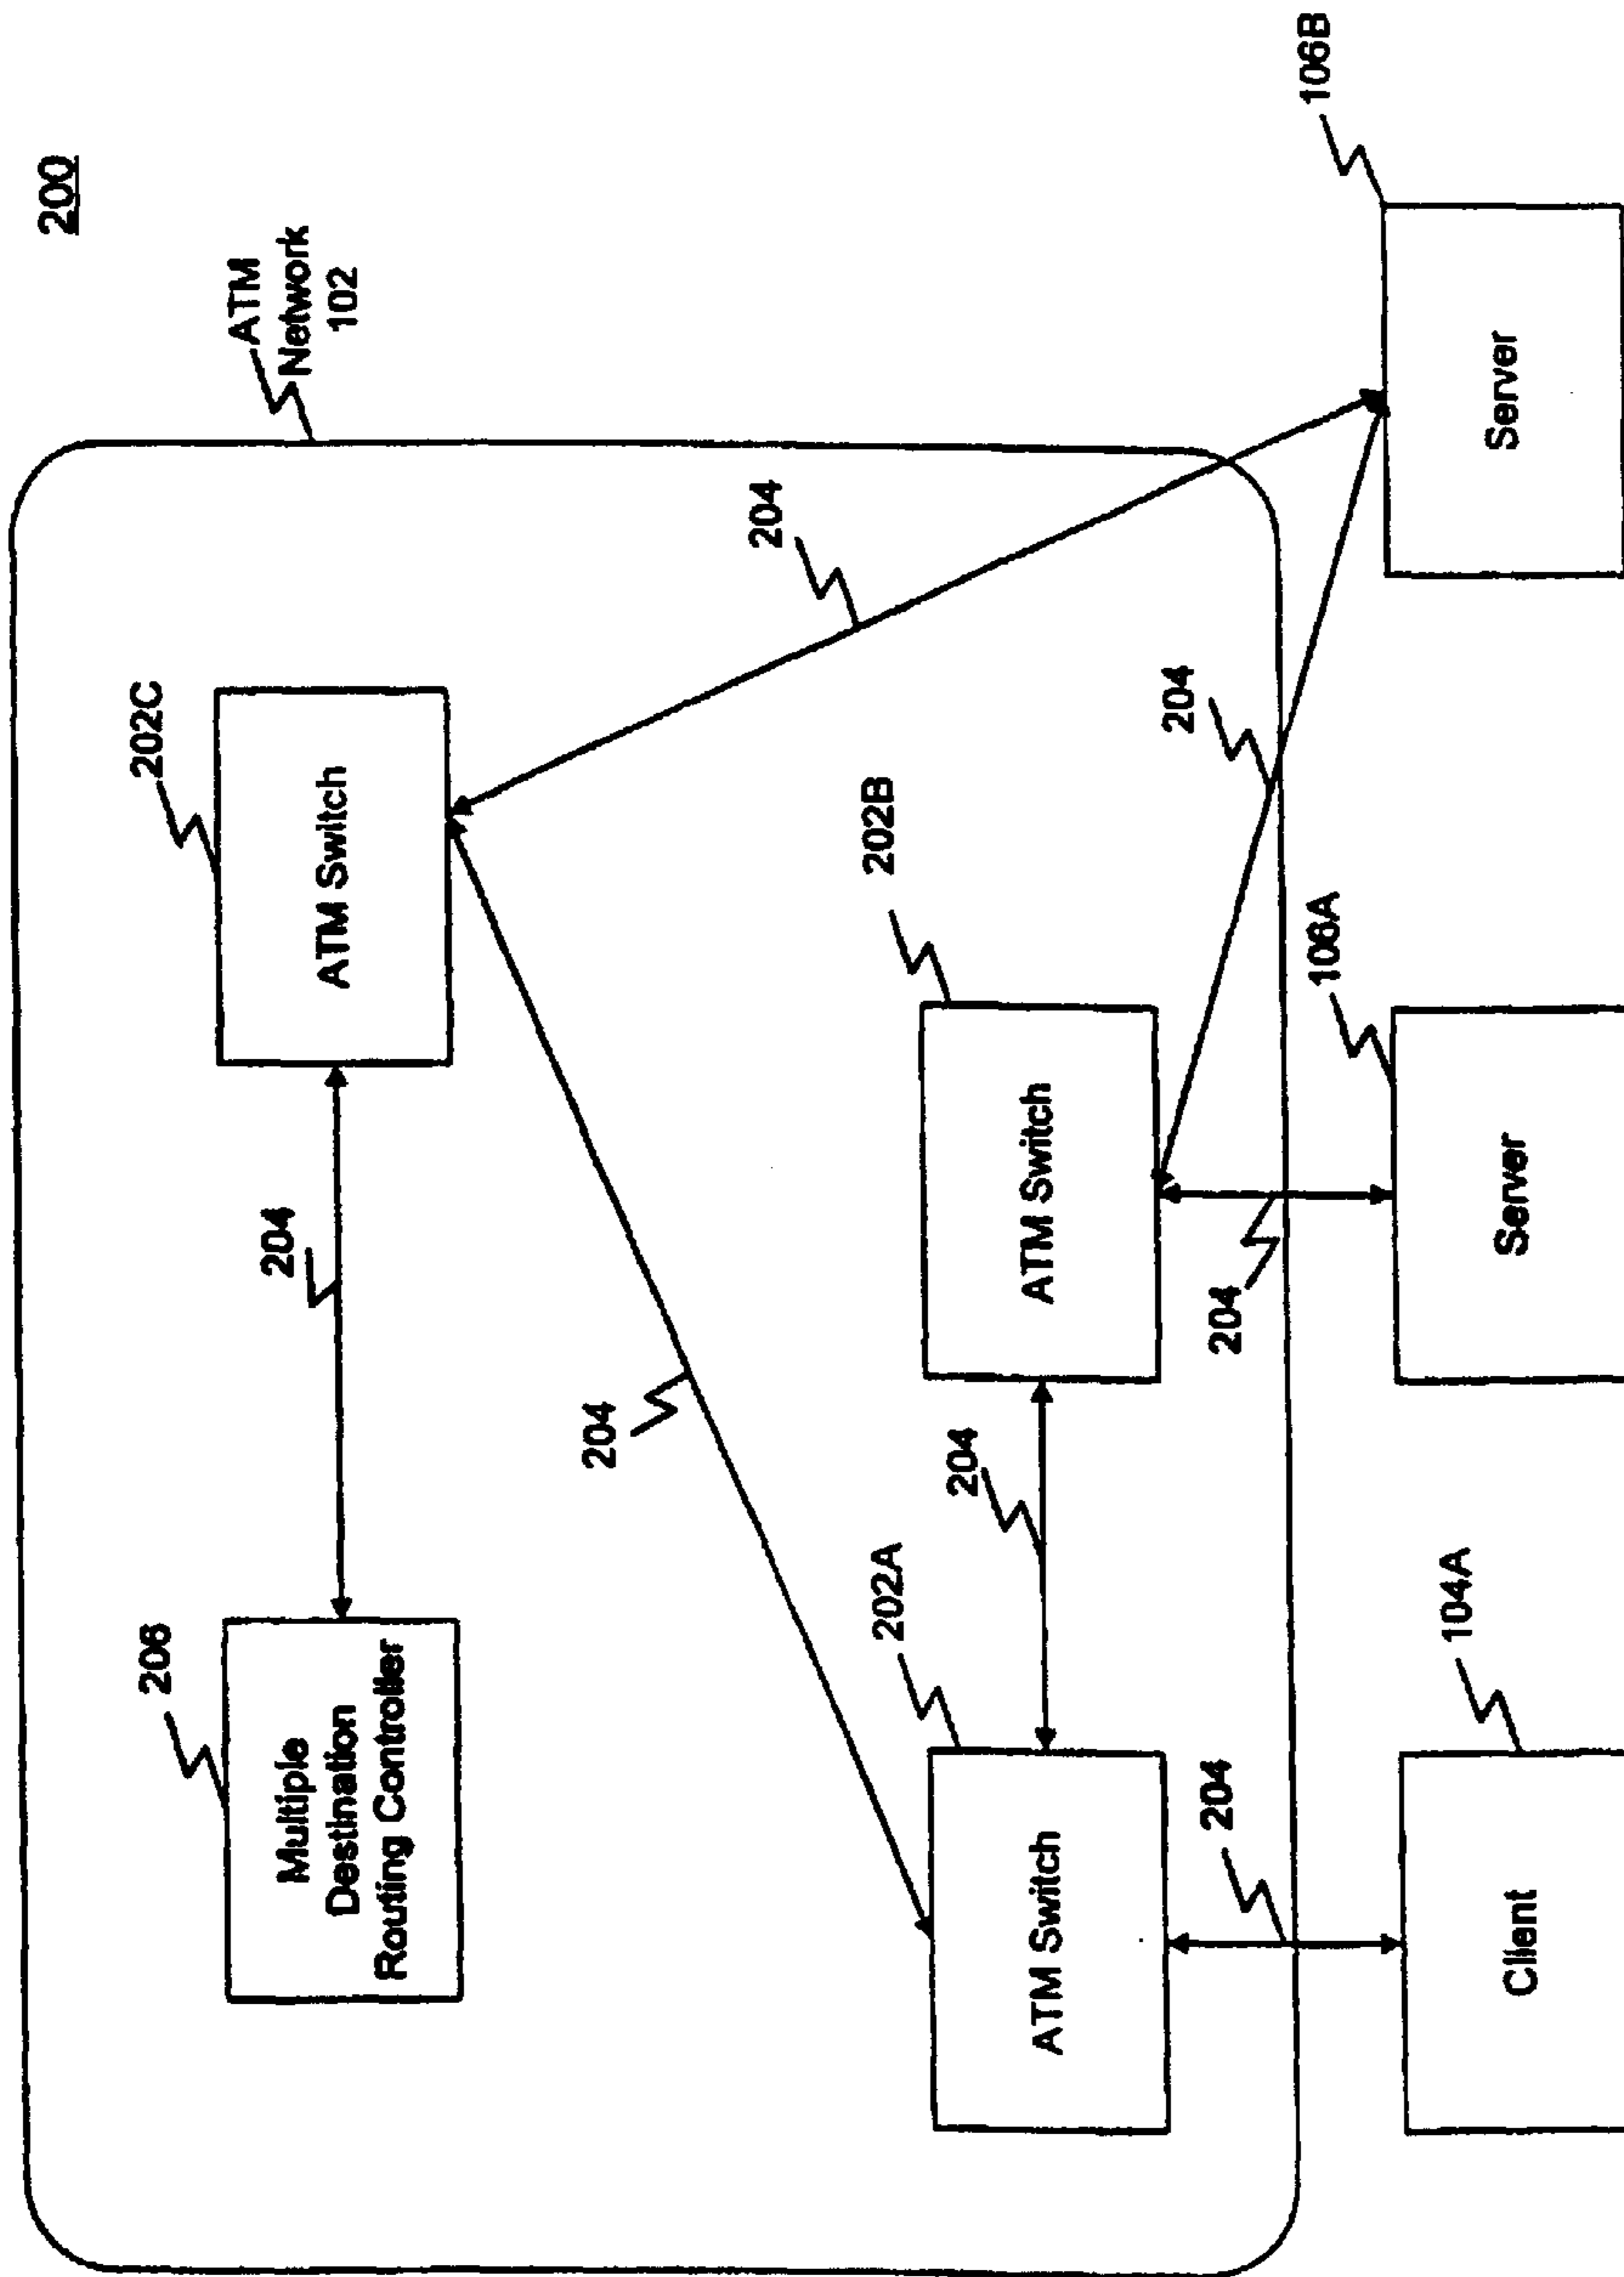 200
ATM
Network
102
206
Multiple
Destination
Routing Controller
204
202C
ATM Switch
204
204
202A
ATM Switch
204
202B
ATM Switch
204
204
204
104A
Client
106A
Server
106B
Server